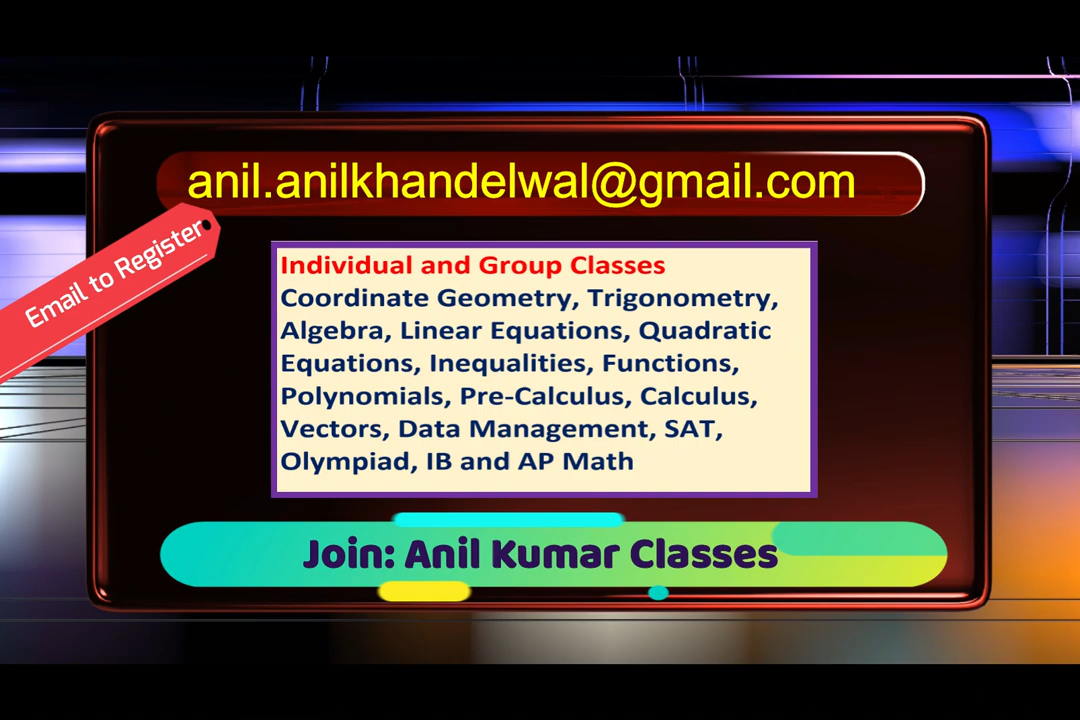 anil.anilkhandelwal@gmail.com
Email to Register
Individual and Group Classes
Coordinate Geometry, Trigonometry,
Algebra, Linear Equations, Quadratic
Equations, Inequalities, Functions,
Polynomials, Pre-Calculus, Calculus,
Vectors, Data Management, SAT,
Olympiad, IB and AP Math
Join: Anil Kumar Classes